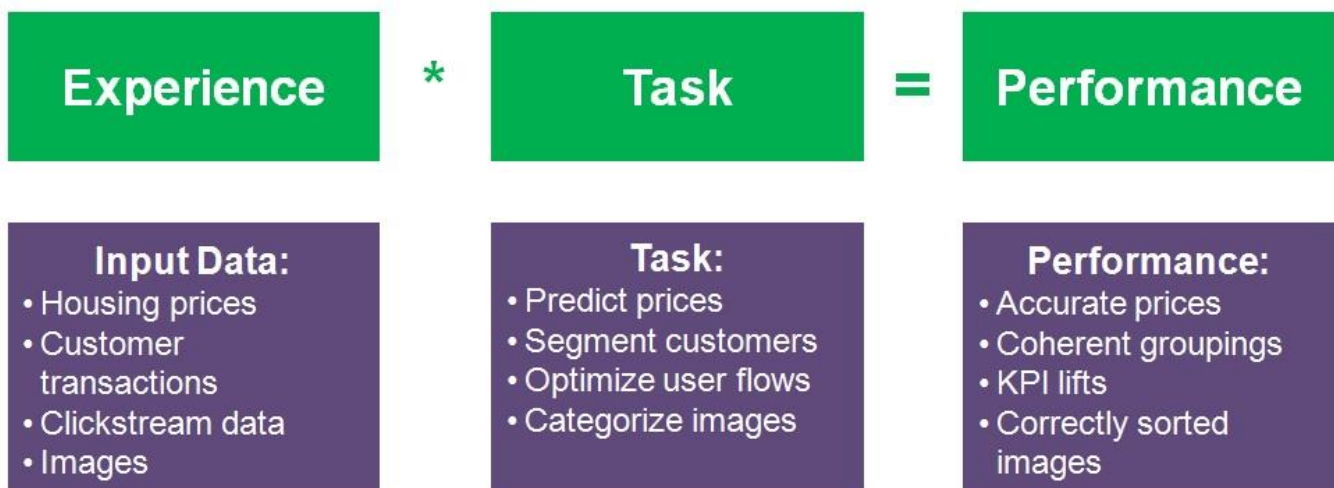 Experience * Task = Performance
Input Data:
• Housing prices
• Customer
transactions
• Clickstream data
• Images
Task:
• Predict prices
• Segment customers
• Optimize user flows
• Categorize images
Performance:
• Accurate prices
• Coherent groupings
• KPI lifts
• Correctly sorted
images